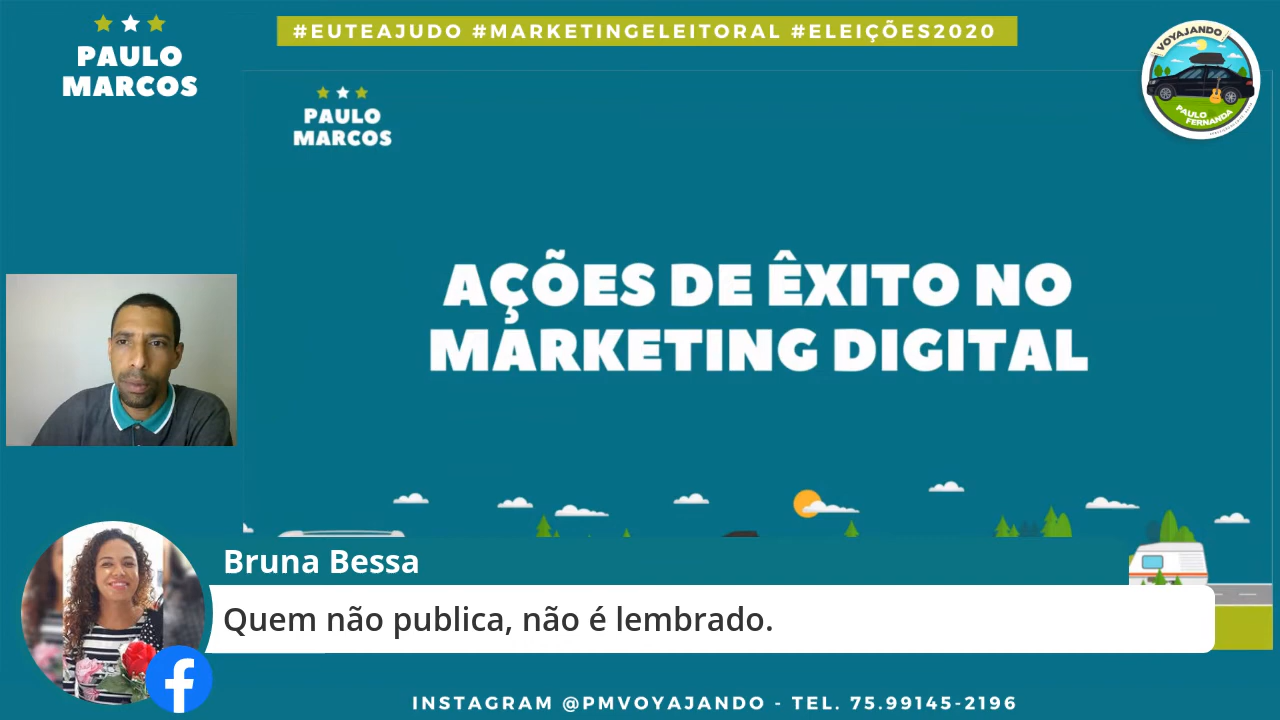 PAULO
MARCOS
#EUTEAJUDO #MARKETINGELEITORAL #ELEIÇÕES2020
VOYAJANDO
PAULO
FERNANDA
PAULO
MARCOS
AÇÕES DE ÊXITO NO
MARKETING DIGITAL
Bruna Bessa
Quem não publica, não é lembrado.
INSTAGRAM @PMVOYAJANDO - TEL. 75.99145-2196